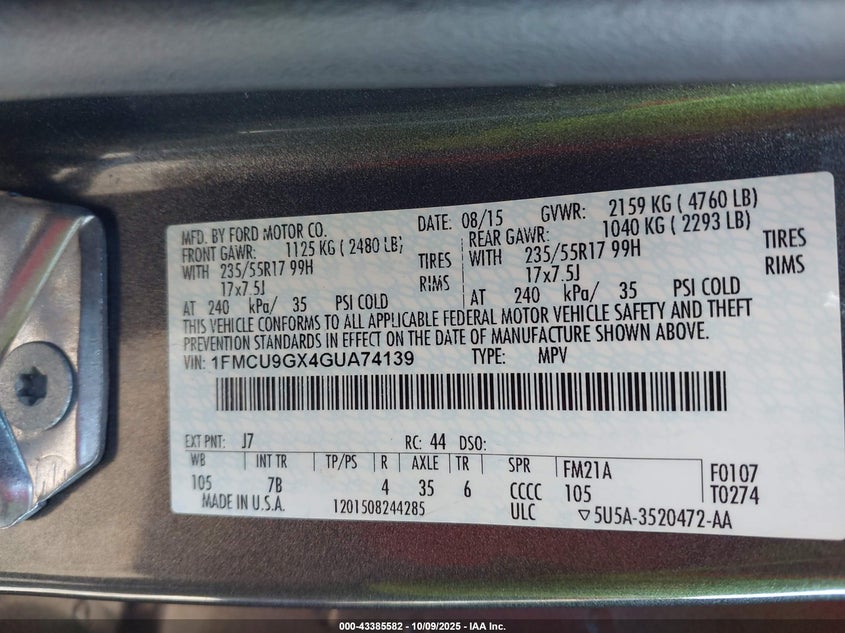 MFD. BY FORD MOTOR CO. DATE: 08/15 GVWR: 2159 KG ( 4760 LB)
FRONT GAWR: 1125 KG ( 2480 LB) REAR GAWR: 1040 KG ( 2293 LB)
WITH 235/55R17 99H TIRES WITH 235/55R17 99H TIRES
17x7.5J RIMS 17x7.5J RIMS
AT 240 kPa/ 35 PSI COLD AT 240 kPa/ 35 PSI COLD
THIS VEHICLE CONFORMS TO ALL APPLICABLE FEDERAL MOTOR VEHICLE SAFETY AND THEFT
PREVENTION STANDARDS IN EFFECT ON THE DATE OF MANUFACTURE SHOWN ABOVE.
VIN: 1FMCU9GX4GUA74139 TYPE: MPV
EXT PNT: J7 RC: 44 DSO:
WB INT TR TP/PS R AXLE TR SPR FM21A F0107
105 7B 4 35 6 CCCC 105 T0274
MADE IN U.S.A. 1201508244285 ULC ▽5U5A-3520472-AA
000-43385582 - 10/09/2025 - IAA Inc.